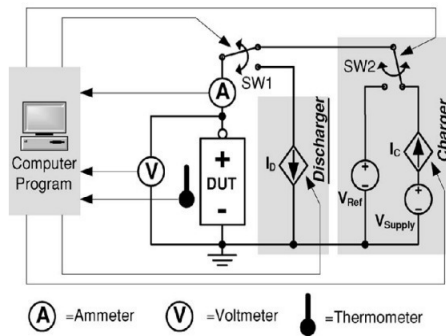 SW1
SW2
A
Computer
Program
V
+
DUT
-
I_D
Discharger
V_Ref
+
-
I_C
Charger
+
-
V_Supply
A =Ammeter
V =Voltmeter
=Thermometer